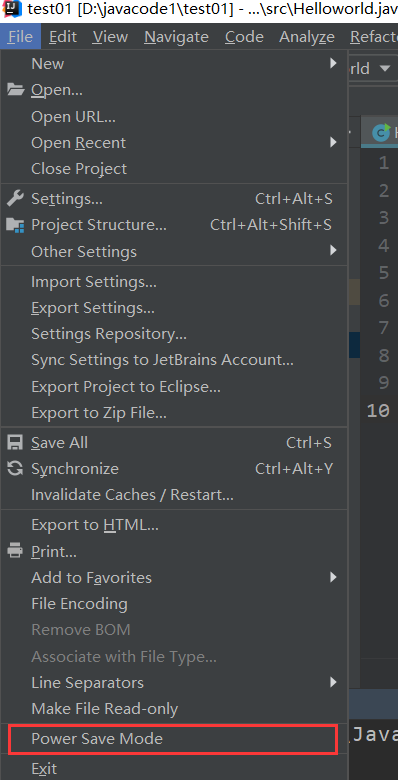 test01 [D:\javacode1\test01] - ...\src\Helloworld.jav
File Edit View Navigate Code Analyze Refacto
New
rld
Open...
Open URL...
Open Recent
Close Project
Settings... Ctrl+Alt+S
Project Structure... Ctrl+Alt+Shift+S
Other Settings
Import Settings...
Export Settings...
Settings Repository...
Sync Settings to JetBrains Account...
Export Project to Eclipse...
Export to Zip File...
Save All Ctrl+S
Synchronize Ctrl+Alt+Y
Invalidate Caches / Restart...
Export to HTML...
Print...
Add to Favorites
File Encoding
Remove BOM
Associate with File Type...
Line Separators
Make File Read-only
Power Save Mode
Exit
1
2
3
4
5
6
7
8
9
10
Java